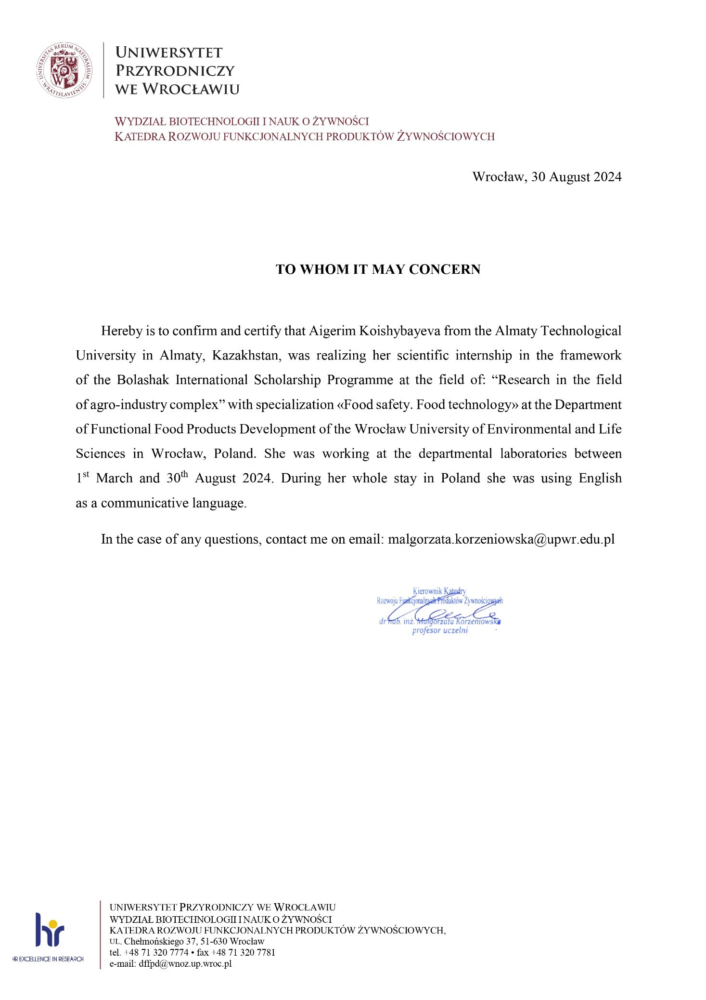 UNIVERSITAS RERUM NATURALIUM · WRATISLAVIENSIS ·
W
UNIWERSYTET
PRZYRODNICZY
WE WROCŁAWIU
WYDZIAŁ BIOTECHNOLOGII I NAUK O ŻYWNOŚCI
KATEDRA ROZWOJU FUNKCJONALNYCH PRODUKTÓW ŻYWNOŚCIOWYCH
Wrocław, 30 August 2024
TO WHOM IT MAY CONCERN
Hereby is to confirm and certify that Aigerim Koishybayeva from the Almaty Technological
University in Almaty, Kazakhstan, was realizing her scientific internship in the framework
of the Bolashak International Scholarship Programme at the field of: “Research in the field
of agro-industry complex” with specialization «Food safety. Food technology» at the Department
of Functional Food Products Development of the Wrocław University of Environmental and Life
Sciences in Wrocław, Poland. She was working at the departmental laboratories between
1st March and 30th August 2024. During her whole stay in Poland she was using English
as a communicative language.
In the case of any questions, contact me on email: malgorzata.korzeniowska@upwr.edu.pl
Kierownik Katedry
Rozwoju Funkcjonalnych Produktów Żywnościowych
dr hab. inż. Małgorzata Korzeniowska
profesor uczelni
hr
HR EXCELLENCE IN RESEARCH
UNIWERSYTET PRZYRODNICZY WE WROCŁAWIU
WYDZIAŁ BIOTECHNOLOGII I NAUK O ŻYWNOŚCI
KATEDRA ROZWOJU FUNKCJONALNYCH PRODUKTÓW ŻYWNOŚCIOWYCH,
UL. Chełmońskiego 37, 51-630 Wrocław
tel. +48 71 320 7774 • fax +48 71 320 7781
e-mail: dffpd@wnoz.up.wroc.pl